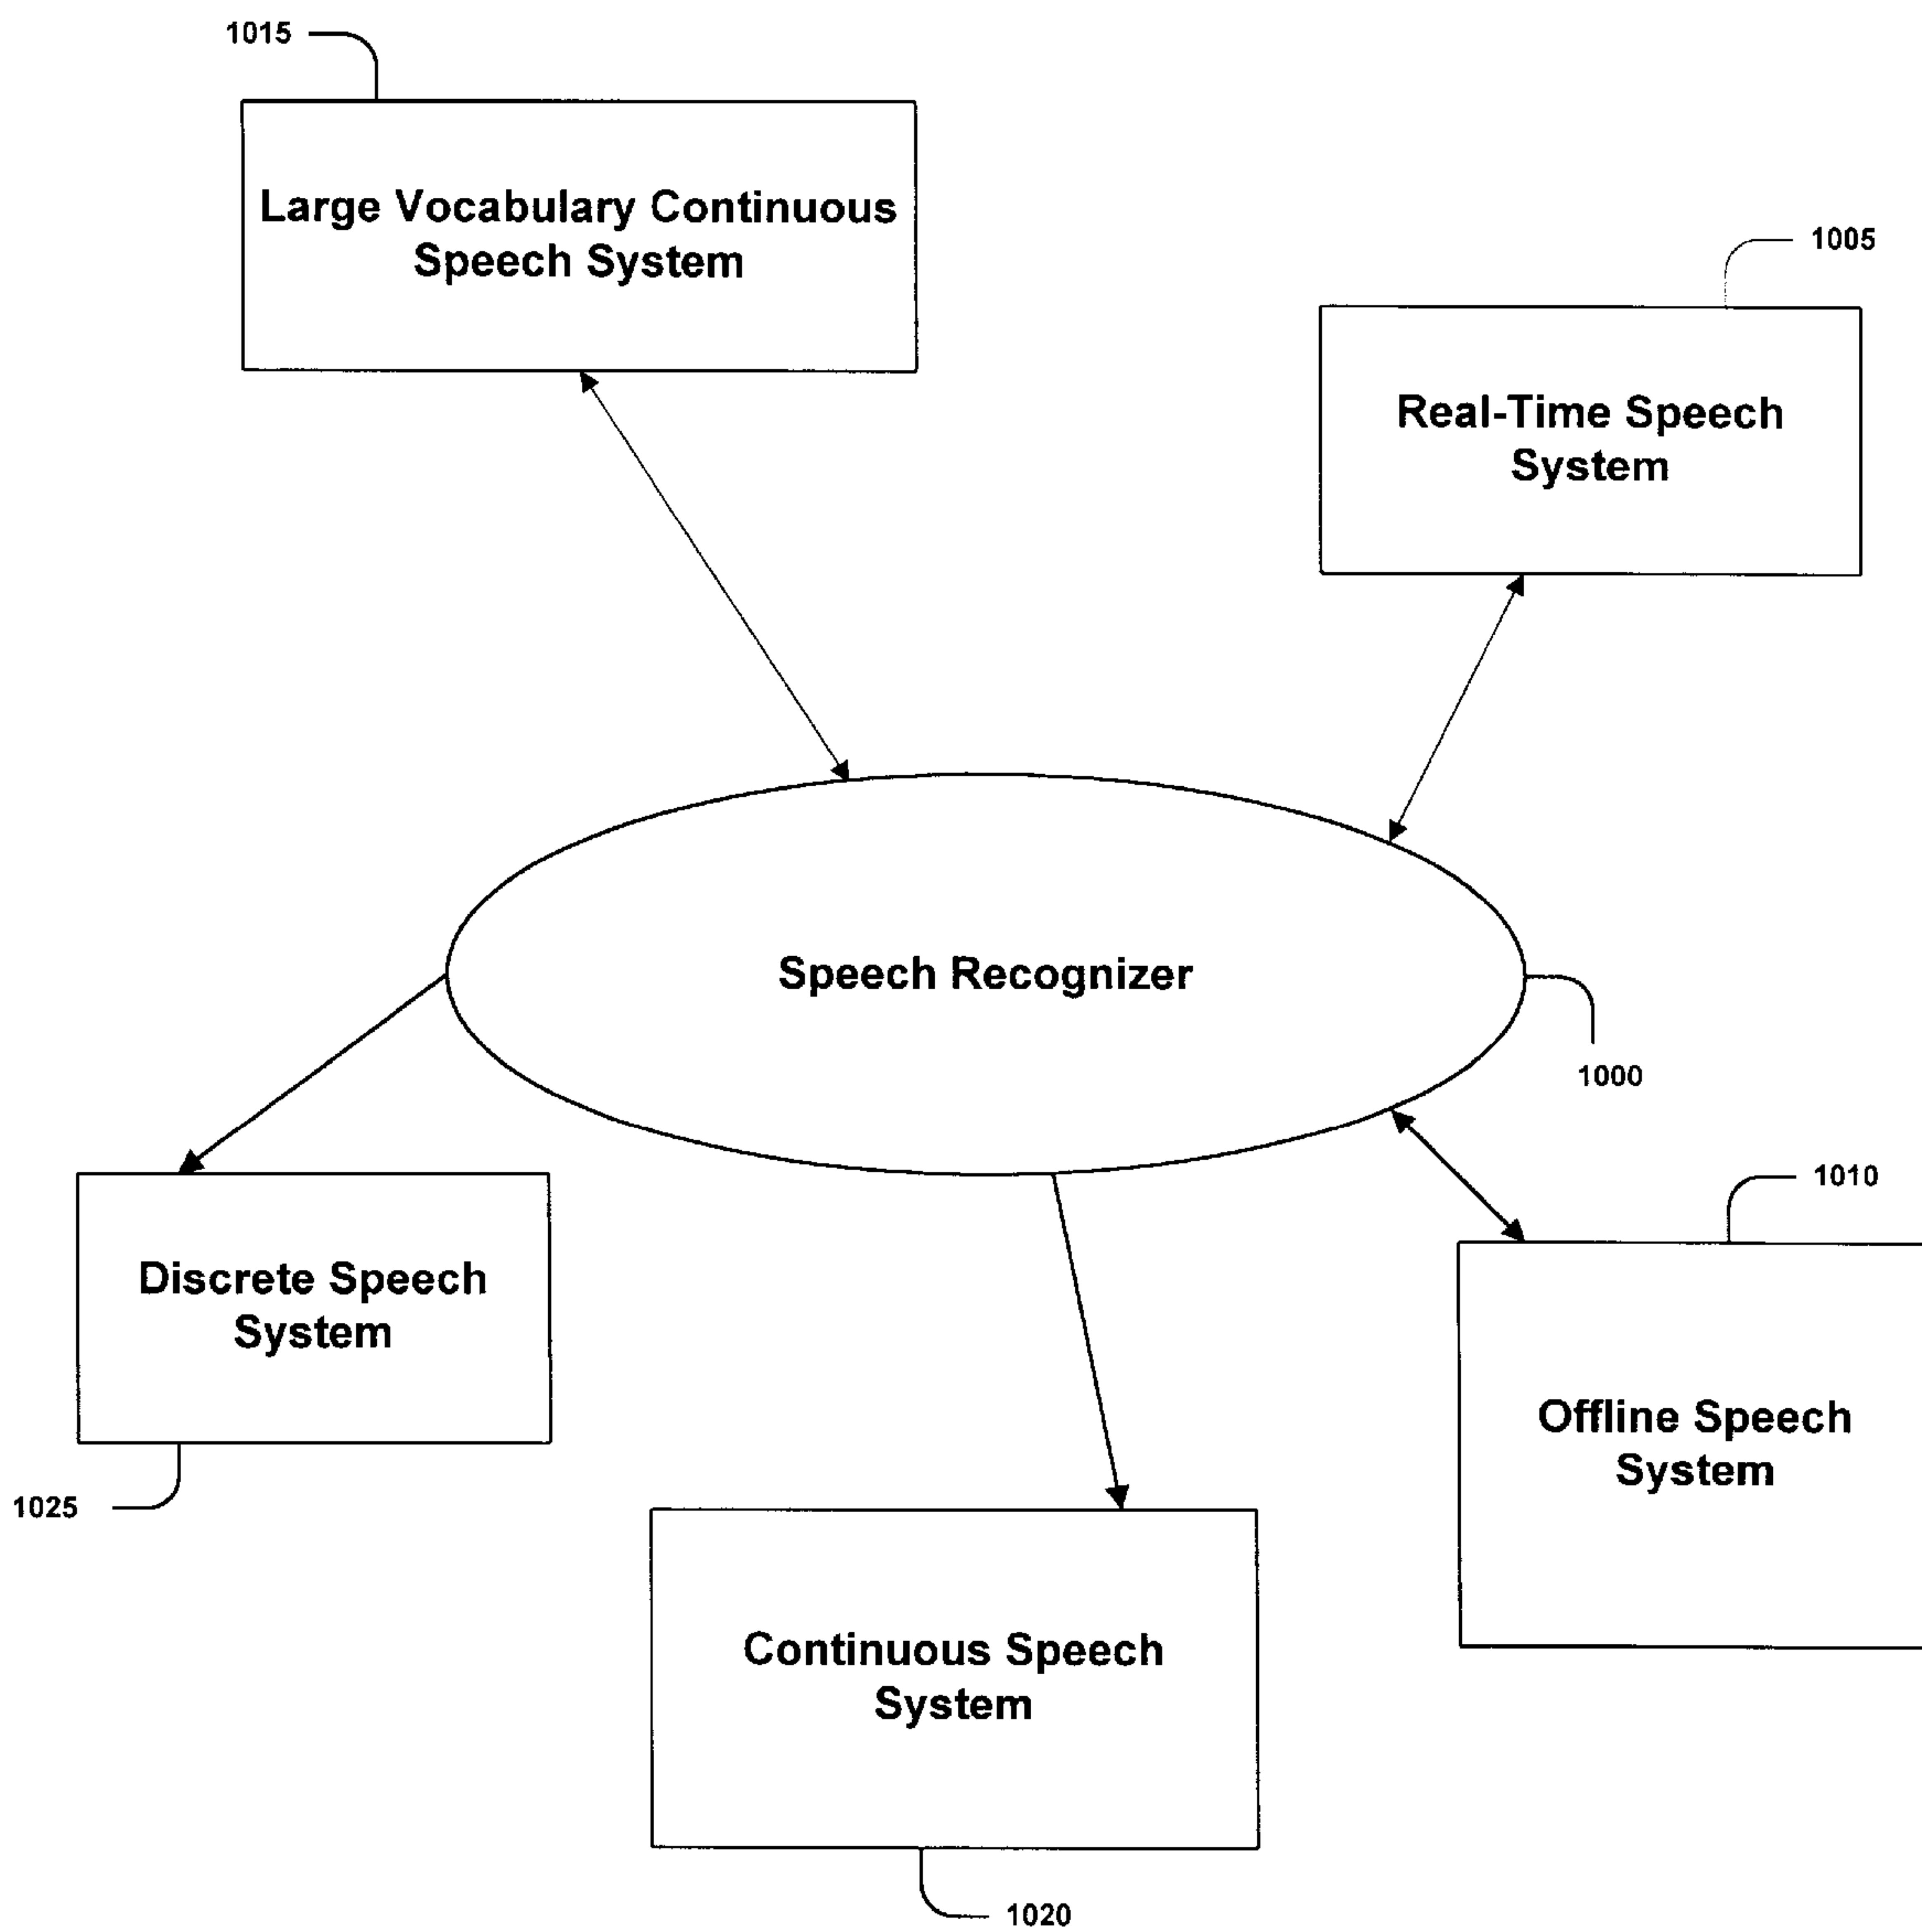 1015
Large Vocabulary Continuous
Speech System
1005
Real-Time Speech
System
Speech Recognizer
1000
1010
Discrete Speech
System
Offline Speech
System
1025
Continuous Speech
System
1020